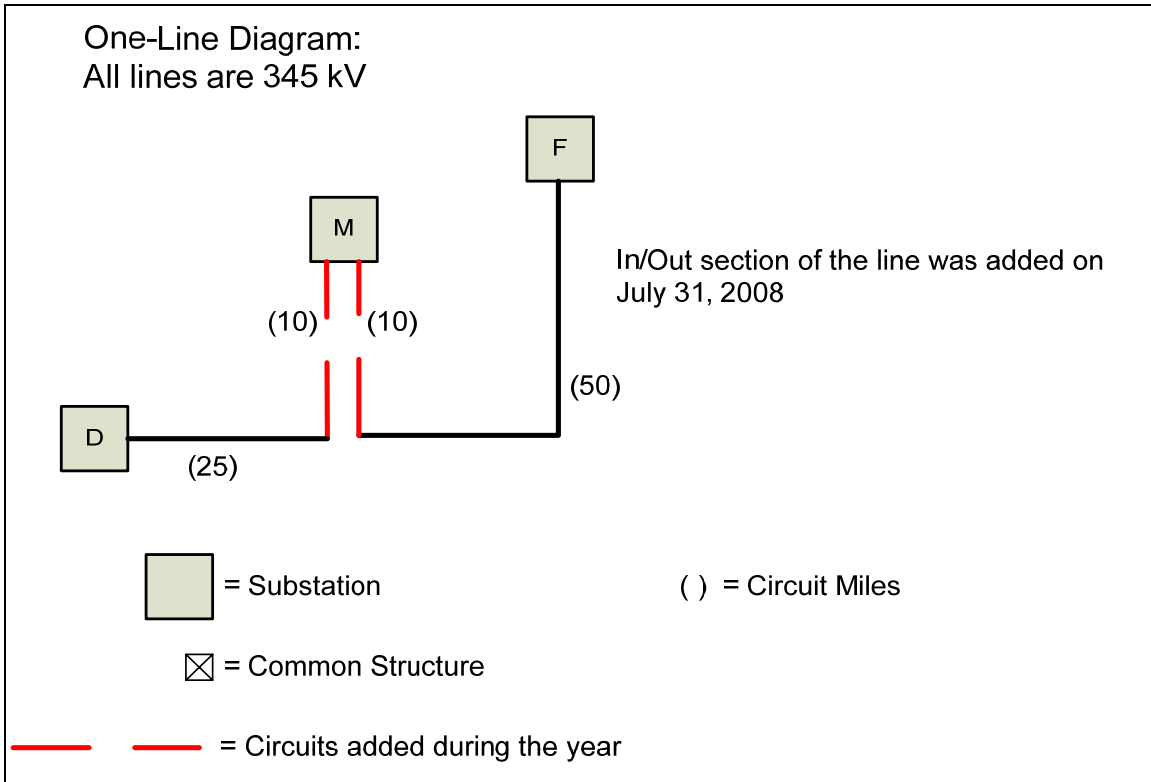 One-Line Diagram:
All lines are 345 kV
F
M
In/Out section of the line was added on
July 31, 2008
(10) (10)
(50)
D
(25)
= Substation
( ) = Circuit Miles
= Common Structure
= Circuits added during the year